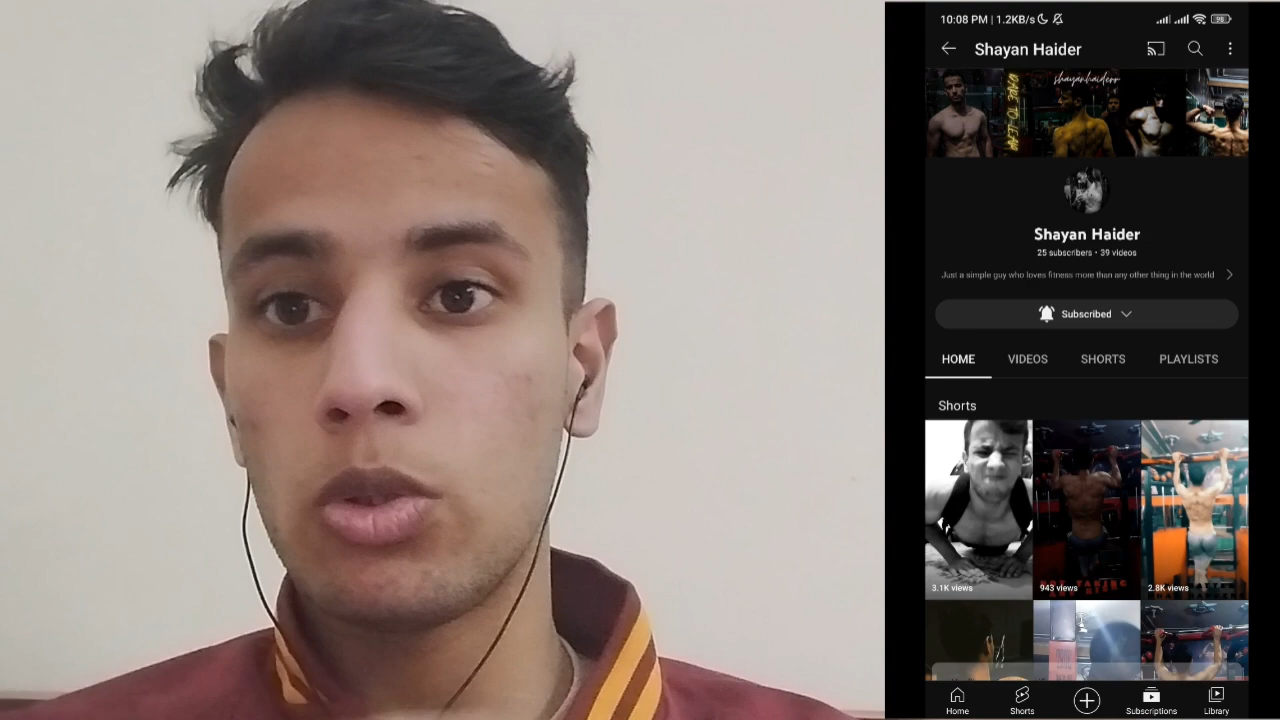 10:08 PM | 1.2KB/s
98
Shayan Haider
shayanhaiderr
Shayan Haider
25 subscribers • 39 videos
Just a simple guy who loves fitness more than any other thing in the world
Subscribed
HOME VIDEOS SHORTS PLAYLISTS
Shorts
3.1K views 943 views 2.8K views
Home Shorts Subscriptions Library